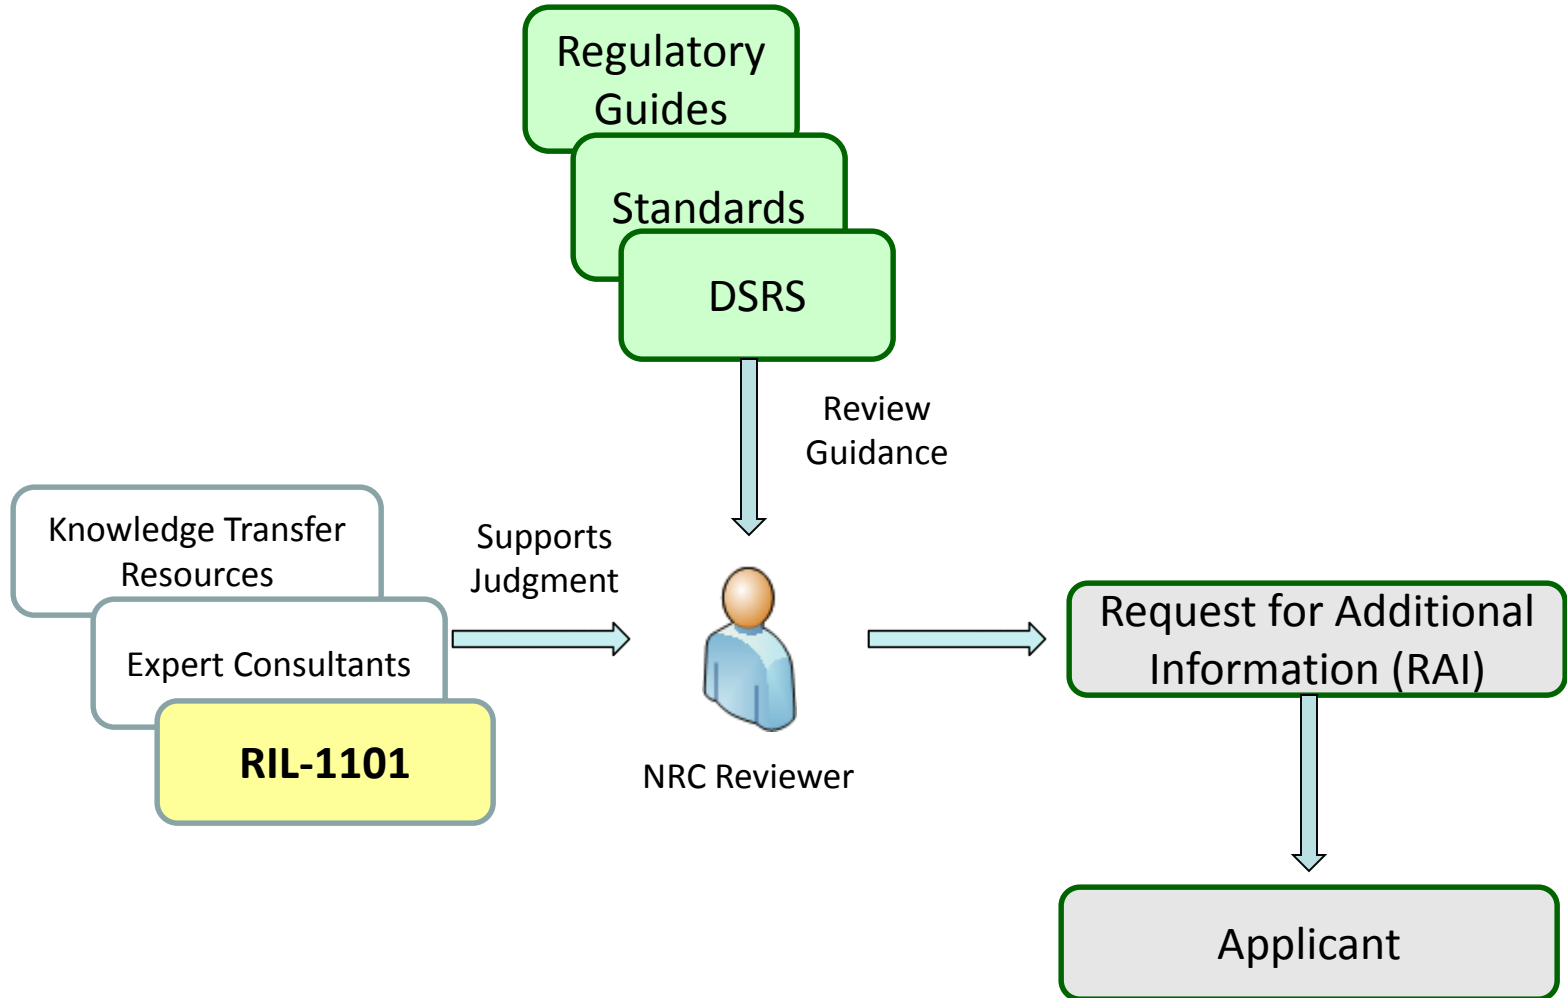 Regulatory
Guides
Standards
DSRS
Review
Guidance
Knowledge Transfer
Resources
Expert Consultants
RIL-1101
Supports
Judgment
NRC Reviewer
Request for Additional
Information (RAI)
Applicant